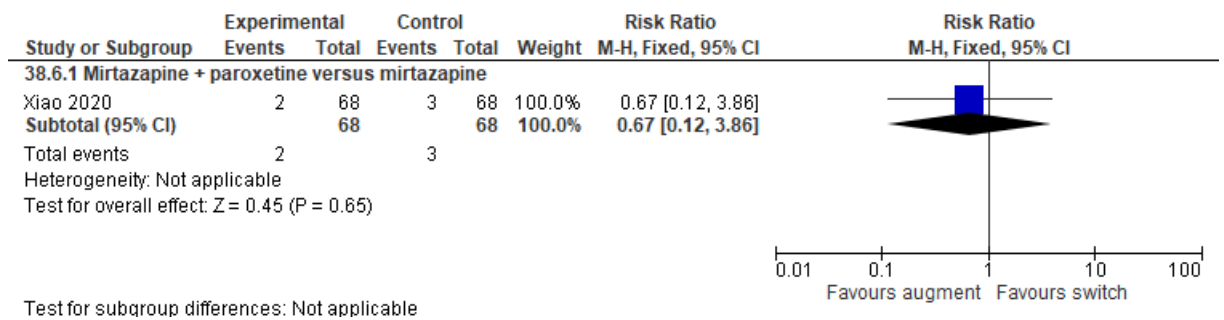 Experimental Control Risk Ratio Risk Ratio
Study or Subgroup Events Total Events Total Weight M-H, Fixed, 95% CI M-H, Fixed, 95% CI
38.6.1 Mirtazapine + paroxetine versus mirtazapine
Xiao 2020 2 68 3 68 100.0% 0.67 [0.12, 3.86]
Subtotal (95% CI) 68 68 100.0% 0.67 [0.12, 3.86]
Total events 2 3
Heterogeneity: Not applicable
Test for overall effect: Z = 0.45 (P = 0.65)
0.01 0.1 1 10 100
Favours augment Favours switch
Test for subgroup differences: Not applicable